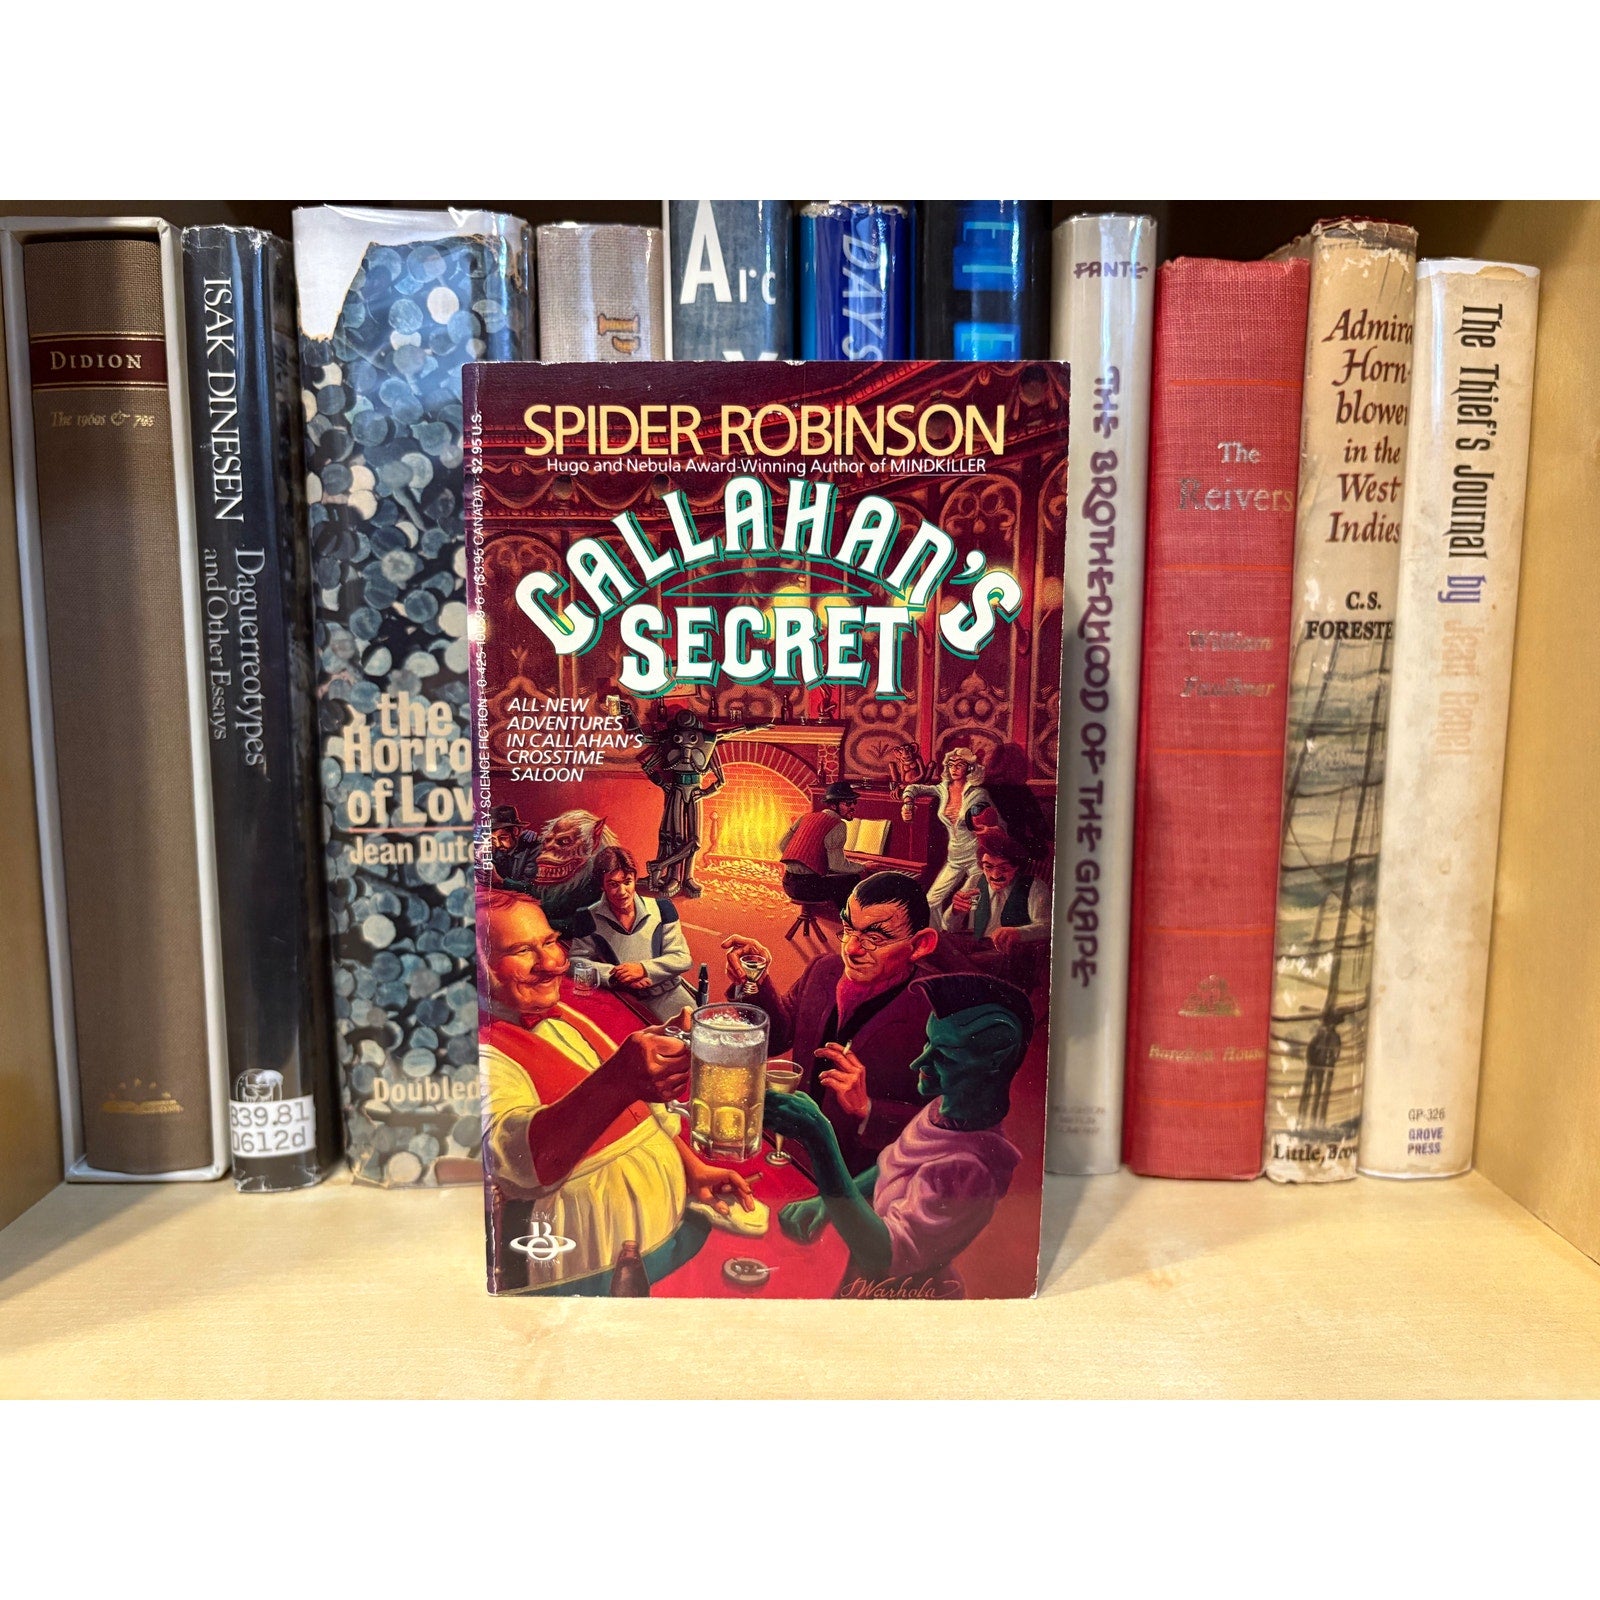 DIDION
The 1960s & 70s
ISAK DINESEN
Daguerreotypes
and Other Essays
839.81
D612d
the
Horro
of Lov
Jean Dut
Doubled
Aric
DAYS
SPIDER ROBINSON
Hugo and Nebula Award-Winning Author of MINDKILLER
CALLAHAN'S
SECRET
ALL-NEW
ADVENTURES
IN CALLAHAN'S
CROSSTIME
SALOON
BERKLEY SCIENCE FICTION
($3.95 CANADA) · $2.95 U.S.
B
JWarhola
FANTE
THE BROTHERHOOD OF THE GRAPE
The
Reivers
William
Faulkner
Random House
Admira
Horn-
blower
in the
West
Indies
C. S.
FORESTE
Little, Brow
The Thief's Journal by Jean Genet
GP-326
GROVE
PRESS